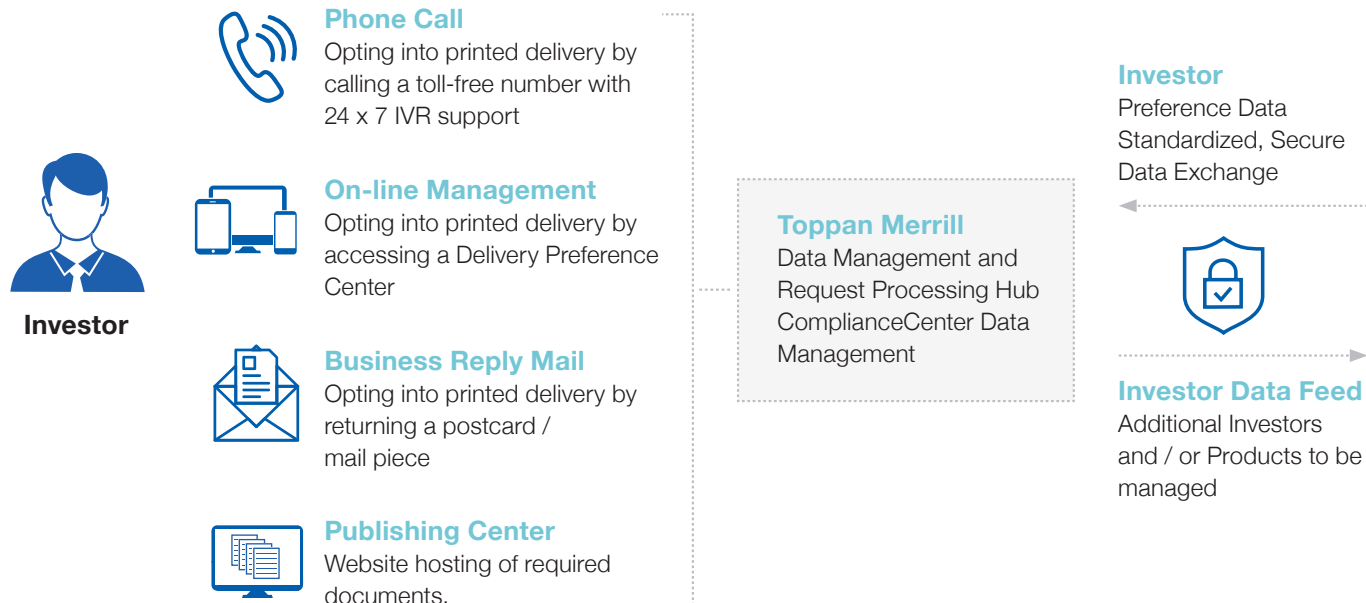 Phone Call
Opting into printed delivery by
calling a toll-free number with
24 x 7 IVR support
Investor
On-line Management
Opting into printed delivery by
accessing a Delivery Preference
Center
Business Reply Mail
Opting into printed delivery by
returning a postcard /
mail piece
Publishing Center
Website hosting of required
documents.
Toppan Merrill
Data Management and
Request Processing Hub
ComplianceCenter Data
Management
Investor
Preference Data
Standardized, Secure
Data Exchange
Investor Data Feed
Additional Investors
and / or Products to be
managed